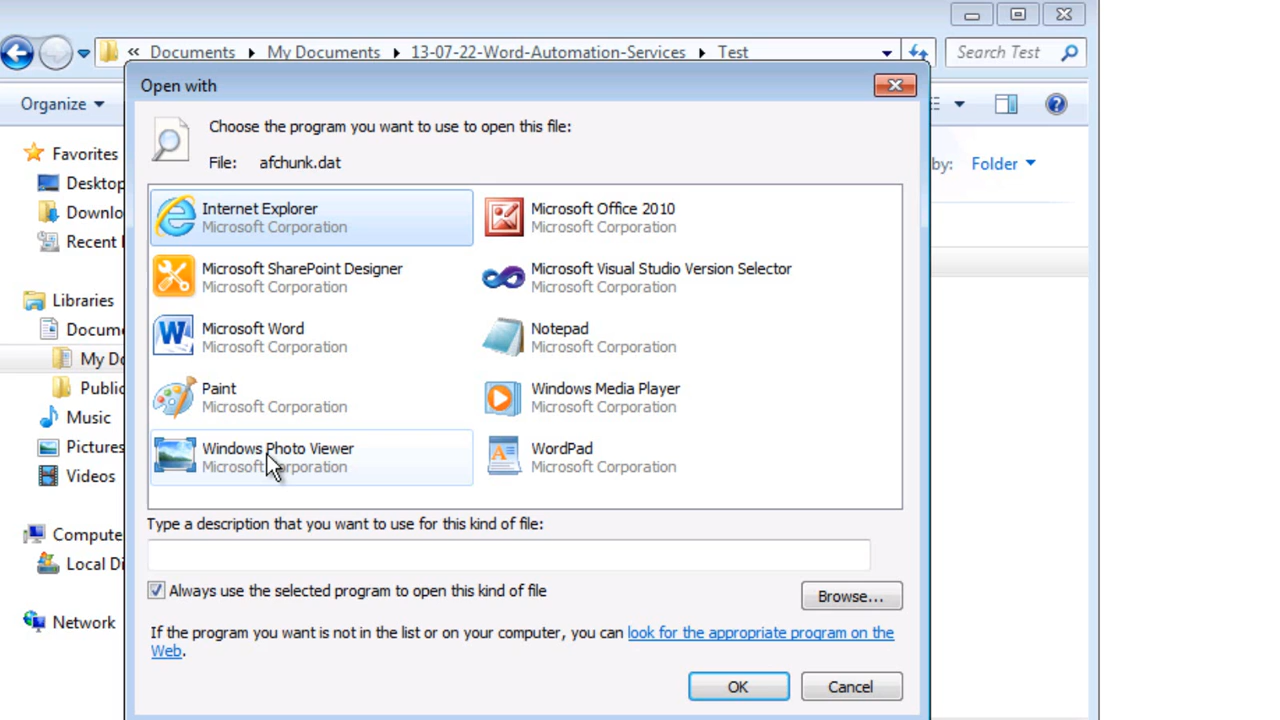 « Documents ▸ My Documents ▸ 13-07-22-Word-Automation-Services ▸ Test
Search Test
Open with
Organize
Choose the program you want to use to open this file:
File: afchunk.dat
by: Folder
Favorites
Desktop
Downlo
Recent
Libraries
Docum
My Do
Public
Music
Pictures
Videos
Compute
Local Di
Network
Internet Explorer
Microsoft Corporation
Microsoft Office 2010
Microsoft Corporation
Microsoft SharePoint Designer
Microsoft Corporation
Microsoft Visual Studio Version Selector
Microsoft Corporation
Microsoft Word
Microsoft Corporation
Notepad
Microsoft Corporation
Paint
Microsoft Corporation
Windows Media Player
Microsoft Corporation
Windows Photo Viewer
Microsoft Corporation
WordPad
Microsoft Corporation
Type a description that you want to use for this kind of file:
Always use the selected program to open this kind of file
Browse...
If the program you want is not in the list or on your computer, you can look for the appropriate program on the
Web.
OK
Cancel